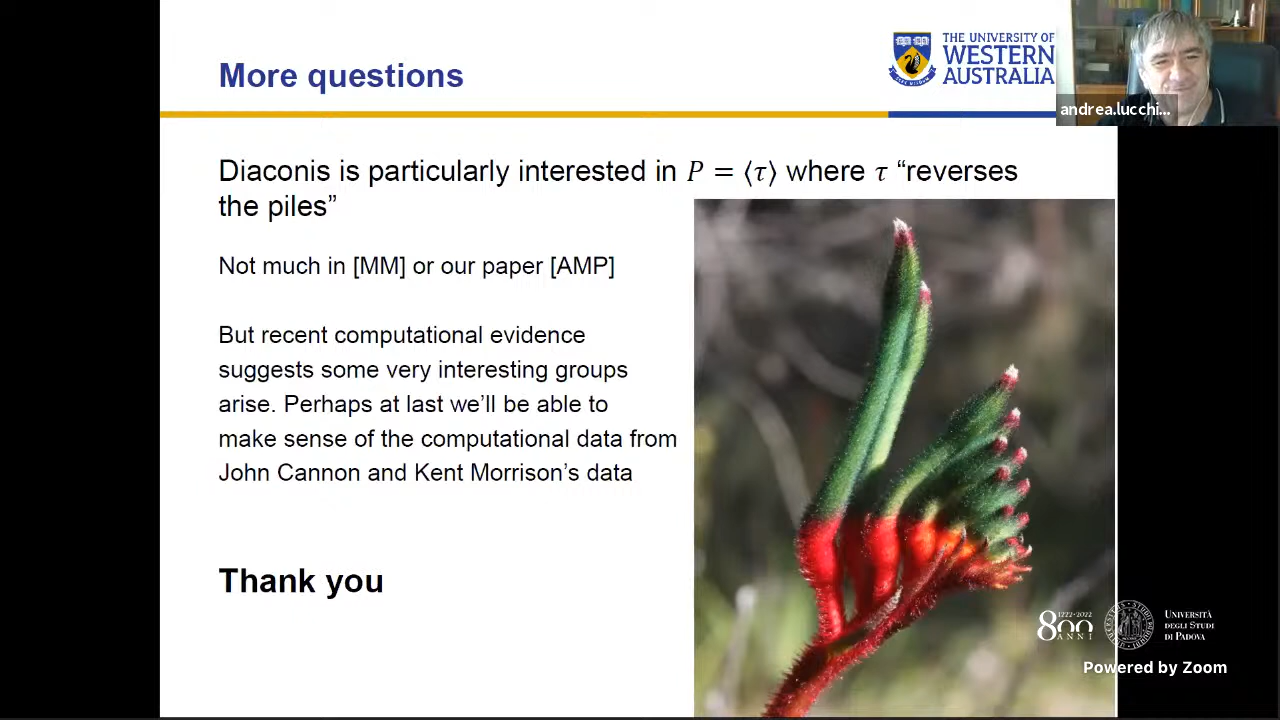 More questions
THE UNIVERSITY OF
WESTERN
AUSTRALIA
andrea.lucchi...
Diaconis is particularly interested in 𝑃 = ⟨𝜏⟩ where 𝜏 “reverses
the piles”
Not much in [MM] or our paper [AMP]
But recent computational evidence
suggests some very interesting groups
arise. Perhaps at last we’ll be able to
make sense of the computational data from
John Cannon and Kent Morrison’s data
Thank you
1222•2022
800
ANNI
UNIVERSITÀ
DEGLI STUDI
DI PADOVA
Powered by Zoom